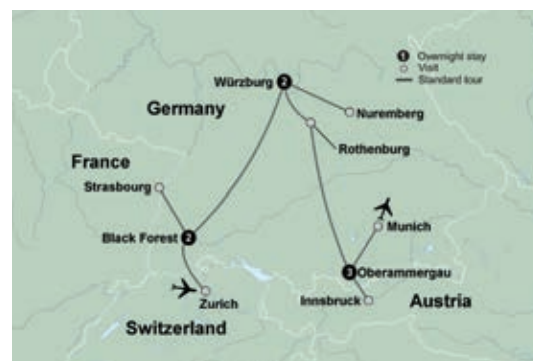 1 Overnight stay
Visit
Standard tour
Würzburg 2
Germany
Nuremberg
Rothenburg
France
Strasbourg
Black Forest 2
Munich
3 Oberammergau
Zurich
Innsbruck
Austria
Switzerland